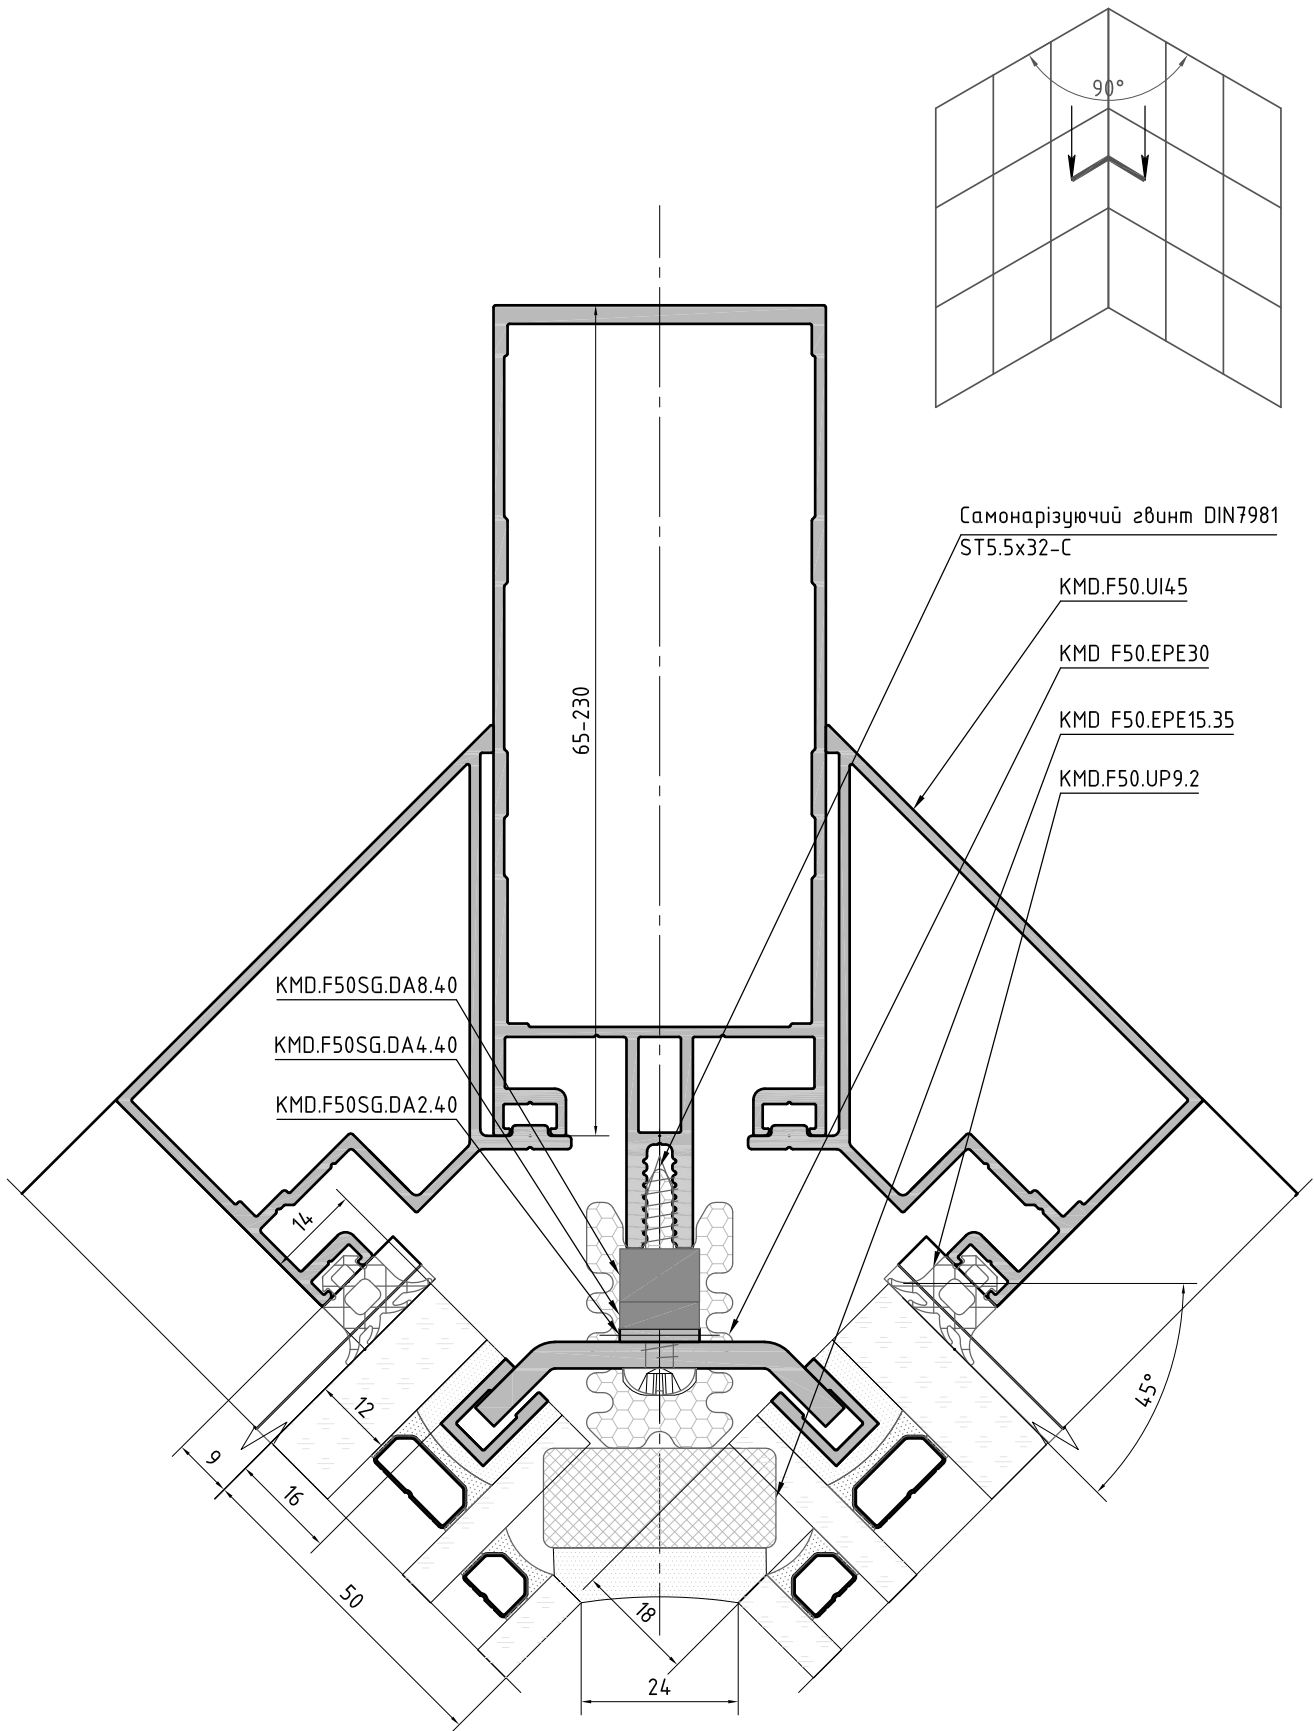 90°
Самонарізуючий гвинт DIN7981
ST5.5x32-C
KMD.F50.UI45
KMD F50.EPE30
KMD F50.EPE15.35
KMD.F50.UP9.2
65-230
KMD.F50SG.DA8.40
KMD.F50SG.DA4.40
KMD.F50SG.DA2.40
14
12
45°
9
16
50
18
24